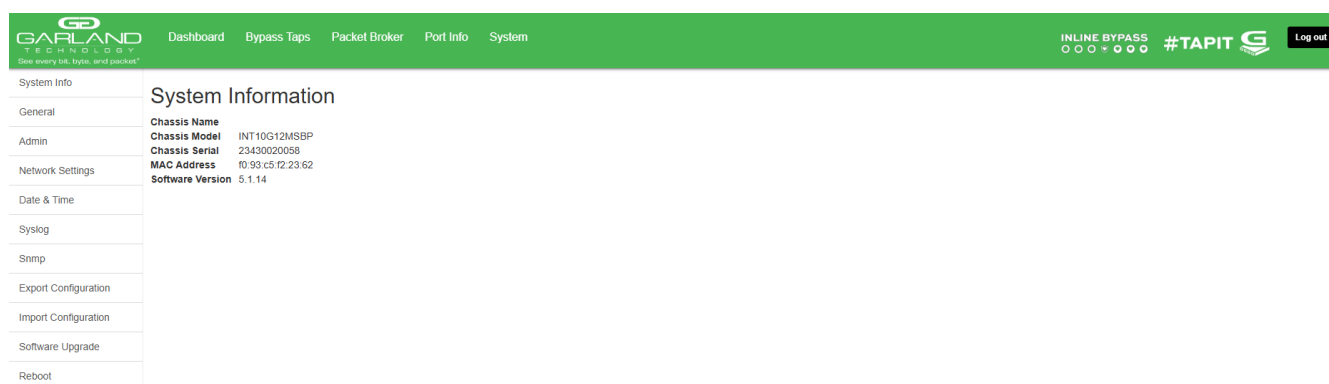 GARLAND
TECHNOLOGY
See every bit, byte, and packet®
Dashboard Bypass Taps Packet Broker Port Info System
INLINE BYPASS
#TAPIT
Log out
System Info
General
Admin
Network Settings
Date & Time
Syslog
Snmp
Export Configuration
Import Configuration
Software Upgrade
Reboot
System Information
Chassis Name
Chassis Model INT10G12MSBP
Chassis Serial 23430020058
MAC Address f0:93:c5:f2:23:62
Software Version 5.1.14